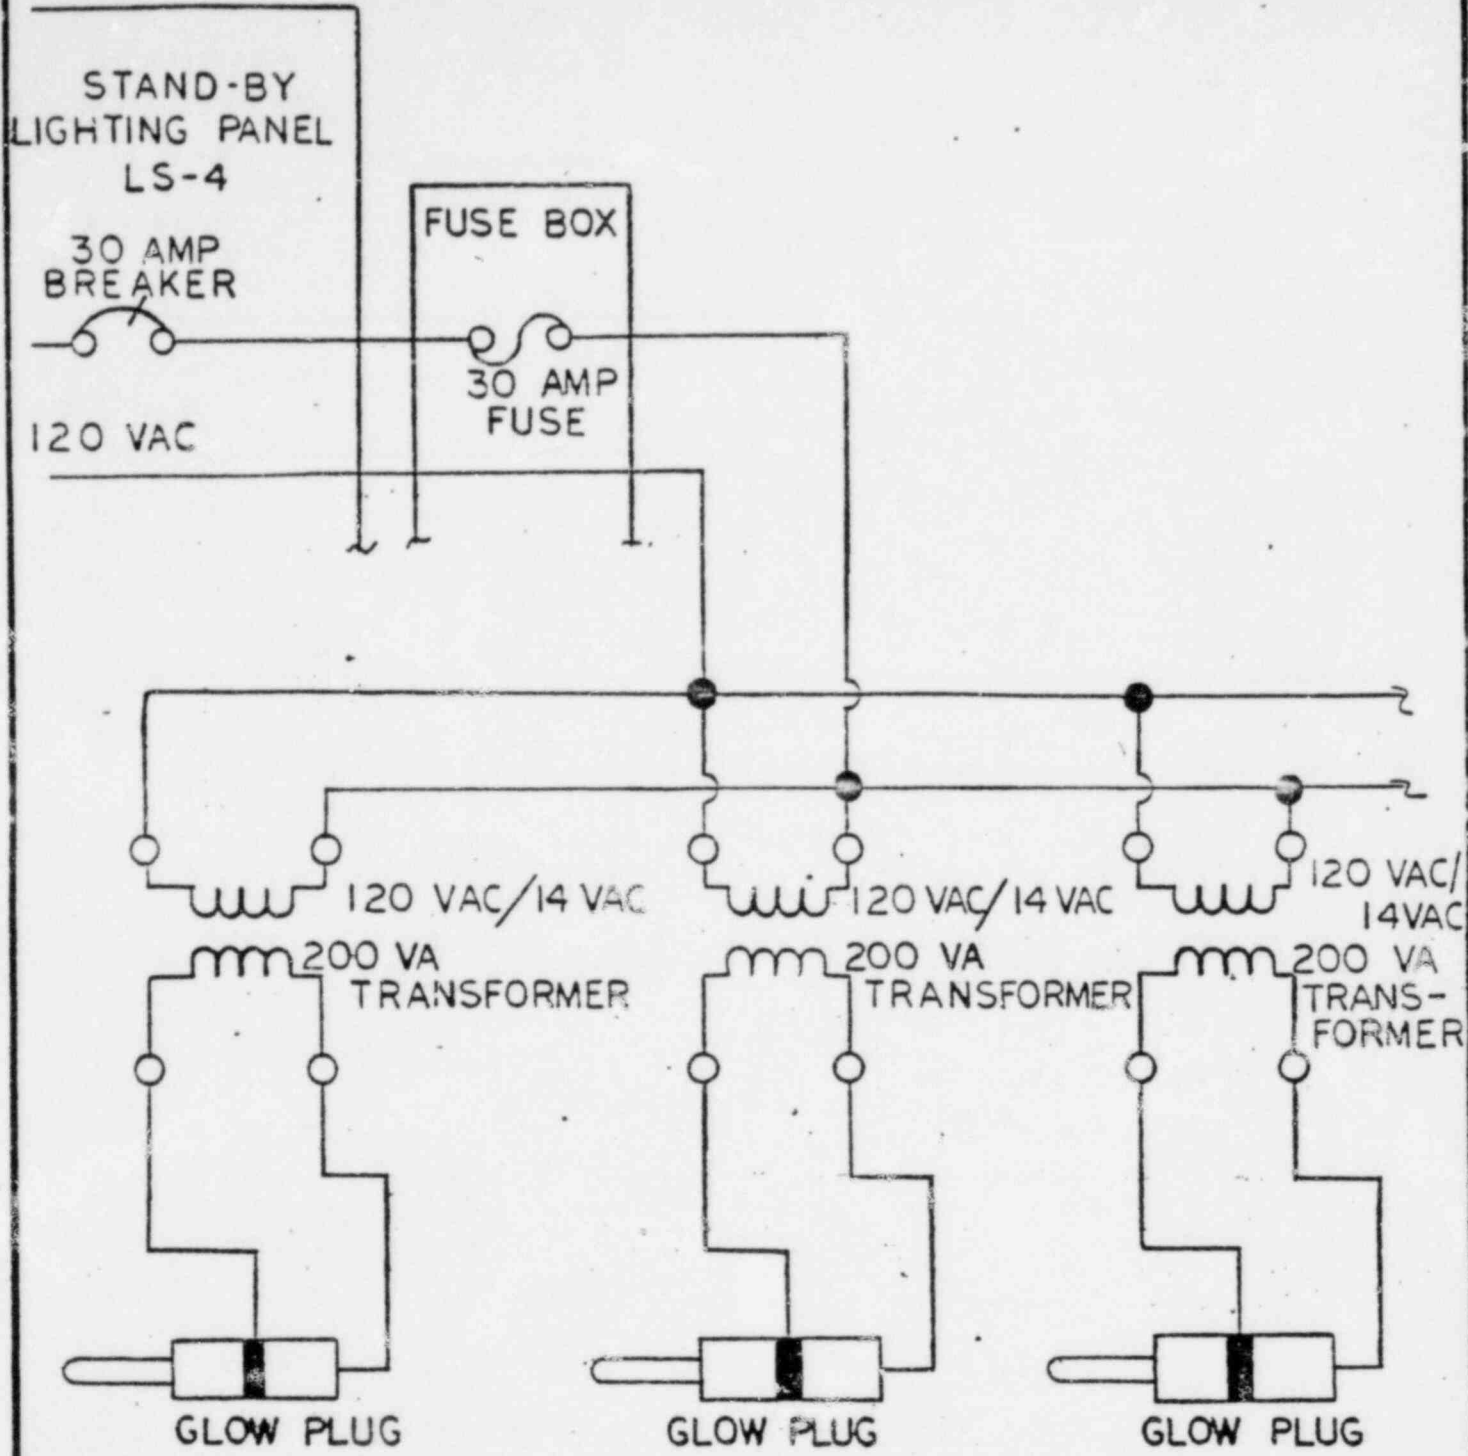 STAND-BY
LIGHTING PANEL
LS-4
30 AMP
BREAKER
FUSE BOX
30 AMP
FUSE
120 VAC
120 VAC/14 VAC
200 VA
TRANSFORMER
120 VAC/14 VAC
200 VA
TRANSFORMER
120 VAC/
14VAC
200 VA
TRANS-
FORMER
GLOW PLUG
GLOW PLUG
GLOW PLUG